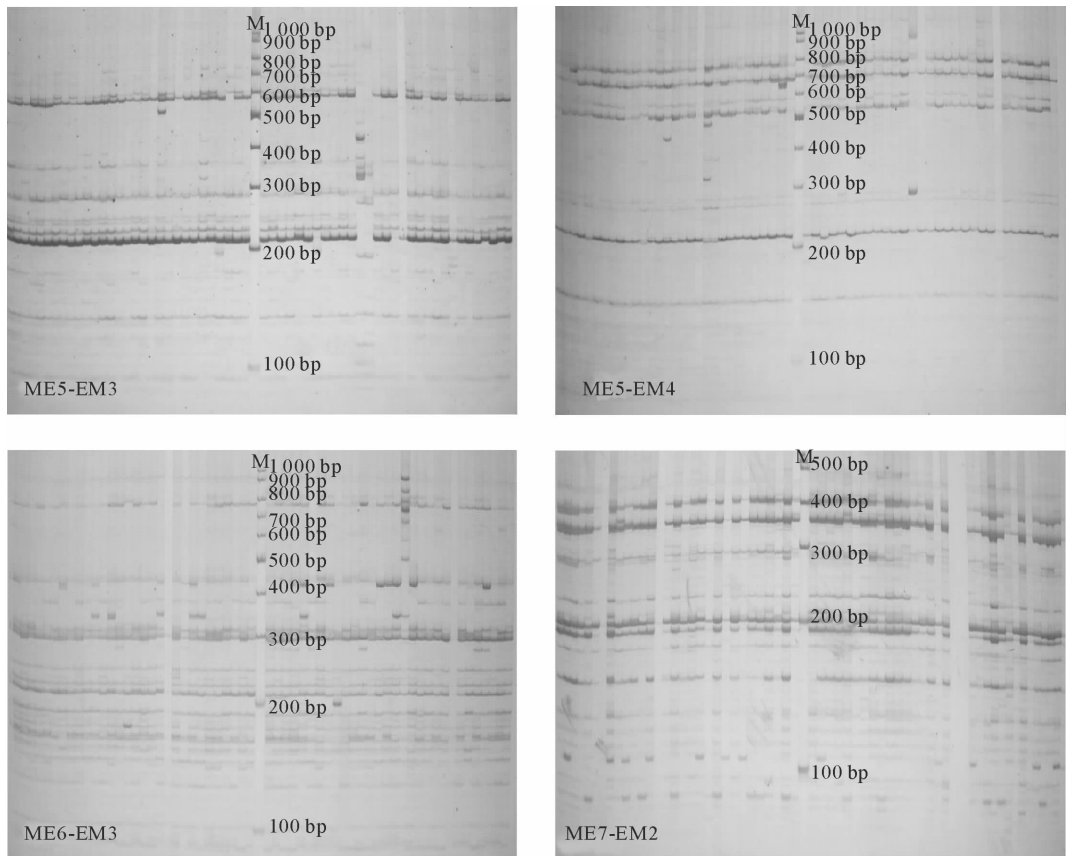 M
1 000 bp
900 bp
800 bp
700 bp
600 bp
500 bp
400 bp
300 bp
200 bp
100 bp
ME5-EM3
M
1 000 bp
900 bp
800 bp
700 bp
600 bp
500 bp
400 bp
300 bp
200 bp
100 bp
ME5-EM4
M
1 000 bp
900 bp
800 bp
700 bp
600 bp
500 bp
400 bp
300 bp
200 bp
100 bp
ME6-EM3
M
500 bp
400 bp
300 bp
200 bp
100 bp
ME7-EM2